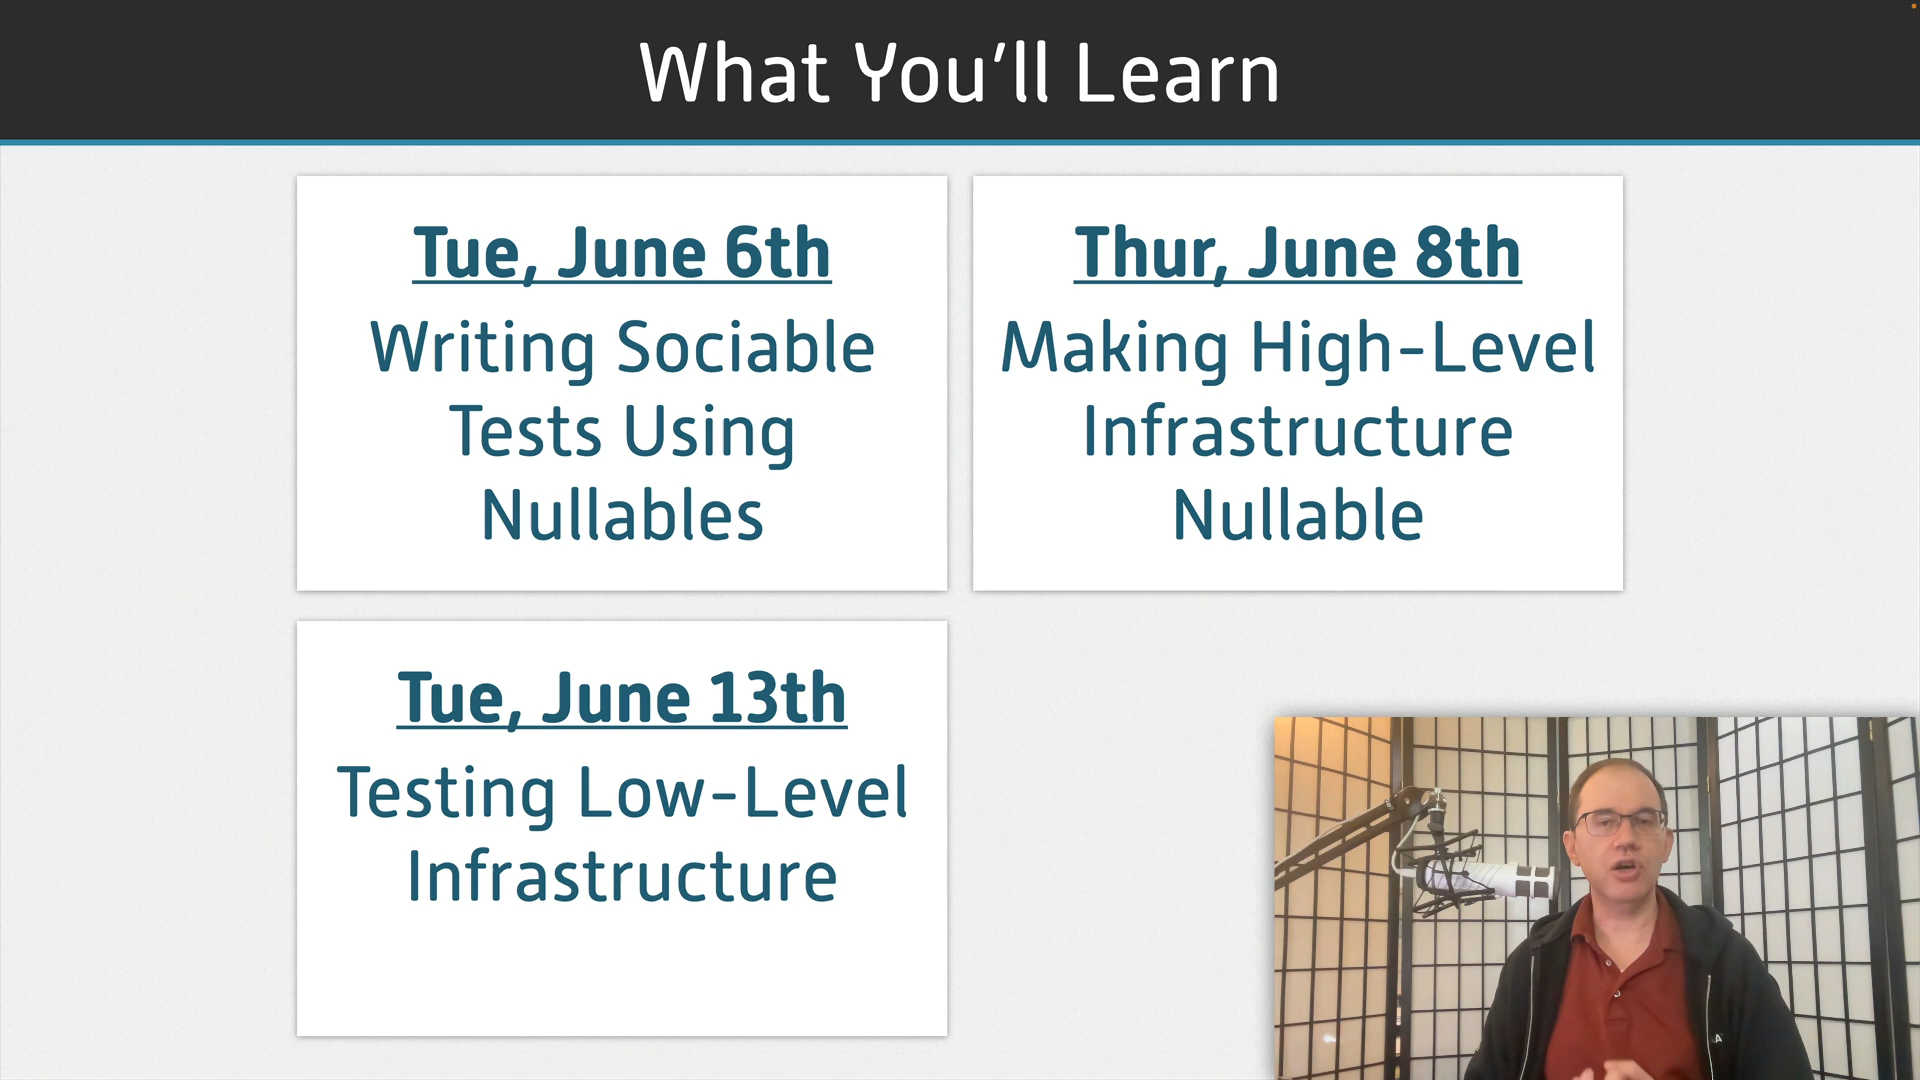 What You’ll Learn
Tue, June 6th
Writing Sociable
Tests Using
Nullables
Thur, June 8th
Making High-Level
Infrastructure
Nullable
Tue, June 13th
Testing Low-Level
Infrastructure